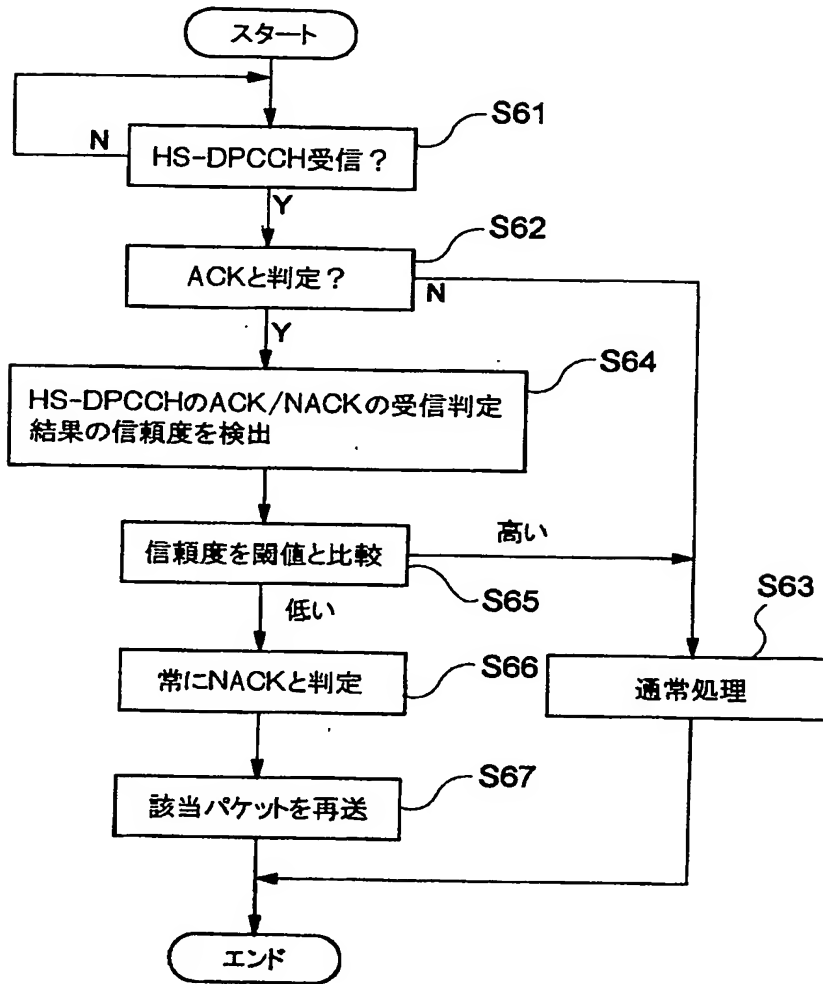 スタート
S61
N
HS-DPCCH受信？
Y
S62
ACKと判定？
N
Y
S64
HS-DPCCHのACK/NACKの受信判定
結果の信頼度を検出
高い
信頼度を閾値と比較
S65
S63
低い
常にNACKと判定
S66
通常処理
S67
該当パケットを再送
エンド